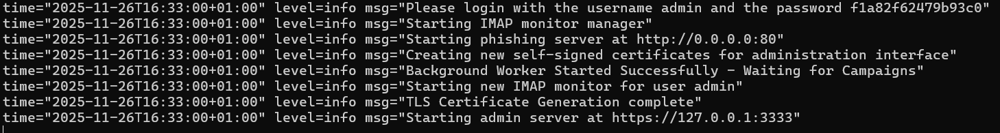 time="2025-11-26T16:33:00+01:00" level=info msg="Please login with the username admin and the password f1a82f62479b93c0"
time="2025-11-26T16:33:00+01:00" level=info msg="Starting IMAP monitor manager"
time="2025-11-26T16:33:00+01:00" level=info msg="Starting phishing server at http://0.0.0.0:80"
time="2025-11-26T16:33:00+01:00" level=info msg="Creating new self-signed certificates for administration interface"
time="2025-11-26T16:33:00+01:00" level=info msg="Background Worker Started Successfully - Waiting for Campaigns"
time="2025-11-26T16:33:00+01:00" level=info msg="Starting new IMAP monitor for user admin"
time="2025-11-26T16:33:00+01:00" level=info msg="TLS Certificate Generation complete"
time="2025-11-26T16:33:00+01:00" level=info msg="Starting admin server at https://127.0.0.1:3333"